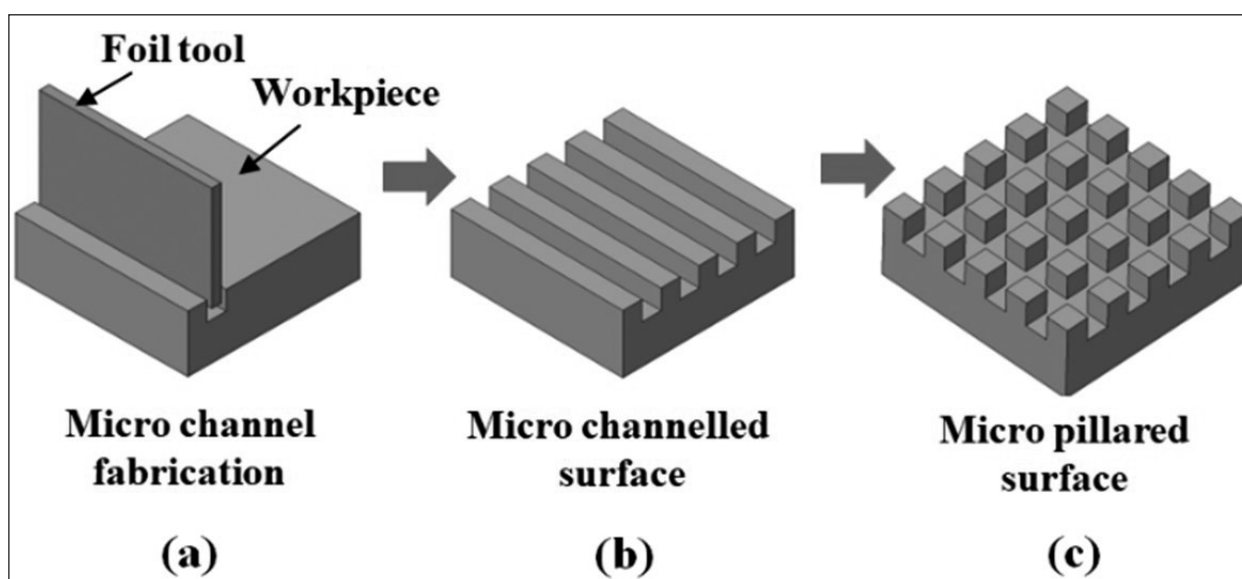 Foil tool
Workpiece
Micro channel
fabrication
(a)
Micro channelled
surface
(b)
Micro pillared
surface
(c)